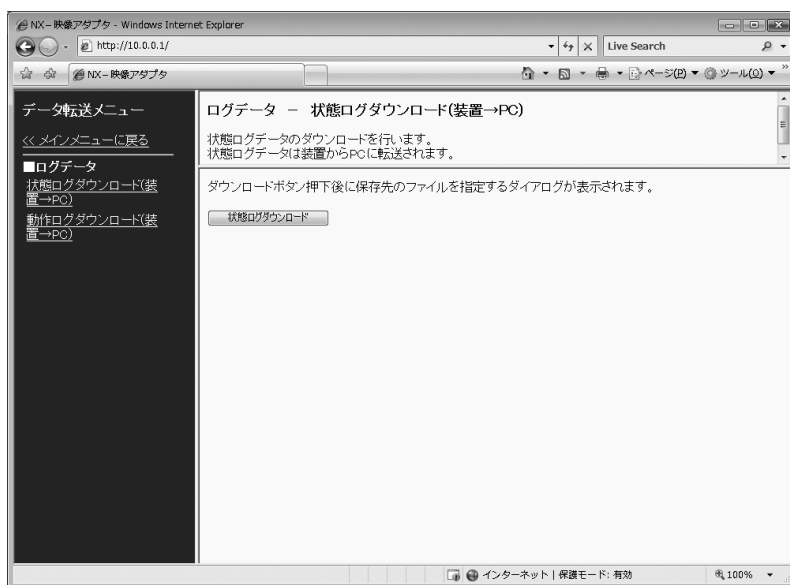 NX−映像アダプタ - Windows Internet Explorer
http://10.0.0.1/
Live Search
NX−映像アダプタ
ページ(P)
ツール(O)
データ転送メニュー
<< メインメニューに戻る
■ログデータ
状態ログダウンロード(装
置→PC)
動作ログダウンロード(装
置→PC)
ログデータ − 状態ログダウンロード(装置→PC)
状態ログデータのダウンロードを行います。
状態ログデータは装置からPCに転送されます。
ダウンロードボタン押下後に保存先のファイルを指定するダイアログが表示されます。
状態ログダウンロード
インターネット | 保護モード: 有効
100%